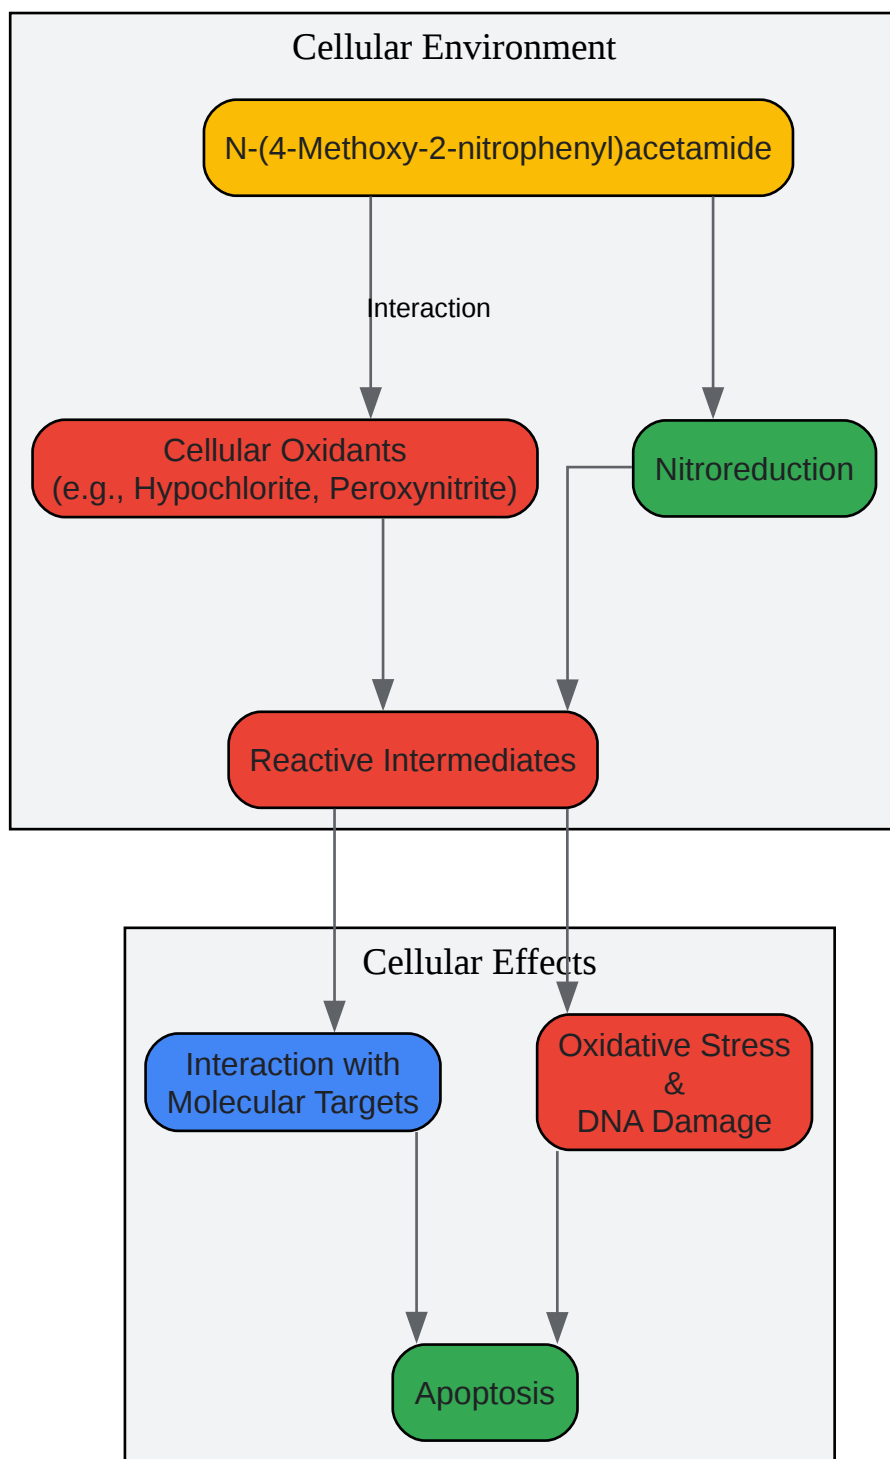 Cellular Environment
N-(4-Methoxy-2-nitrophenyl)acetamide
Interaction
Cellular Oxidants
(e.g., Hypochlorite, Peroxynitrite)
Nitroreduction
Reactive Intermediates
Cellular Effects
Interaction with
Molecular Targets
Oxidative Stress
&
DNA Damage
Apoptosis